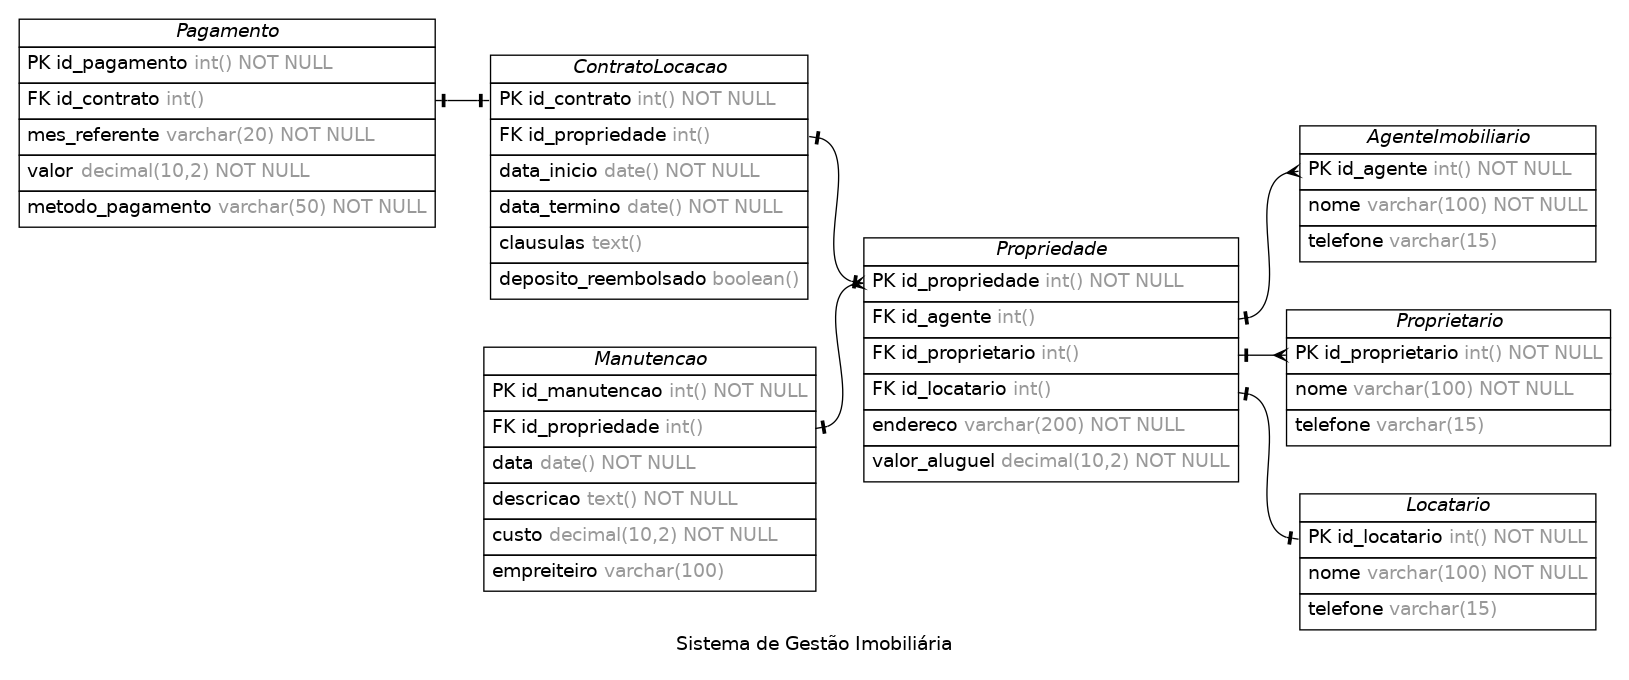 Pagamento
PK id_pagamento int() NOT NULL
FK id_contrato int()
mes_referente varchar(20) NOT NULL
valor decimal(10,2) NOT NULL
metodo_pagamento varchar(50) NOT NULL
ContratoLocacao
PK id_contrato int() NOT NULL
FK id_propriedade int()
data_inicio date() NOT NULL
data_termino date() NOT NULL
clausulas text()
deposito_reembolsado boolean()
Manutencao
PK id_manutencao int() NOT NULL
FK id_propriedade int()
data date() NOT NULL
descricao text() NOT NULL
custo decimal(10,2) NOT NULL
empreiteiro varchar(100)
Propriedade
PK id_propriedade int() NOT NULL
FK id_agente int()
FK id_proprietario int()
FK id_locatario int()
endereco varchar(200) NOT NULL
valor_aluguel decimal(10,2) NOT NULL
AgenteImobiliario
PK id_agente int() NOT NULL
nome varchar(100) NOT NULL
telefone varchar(15)
Proprietario
PK id_proprietario int() NOT NULL
nome varchar(100) NOT NULL
telefone varchar(15)
Locatario
PK id_locatario int() NOT NULL
nome varchar(100) NOT NULL
telefone varchar(15)
Sistema de Gestão Imobiliária